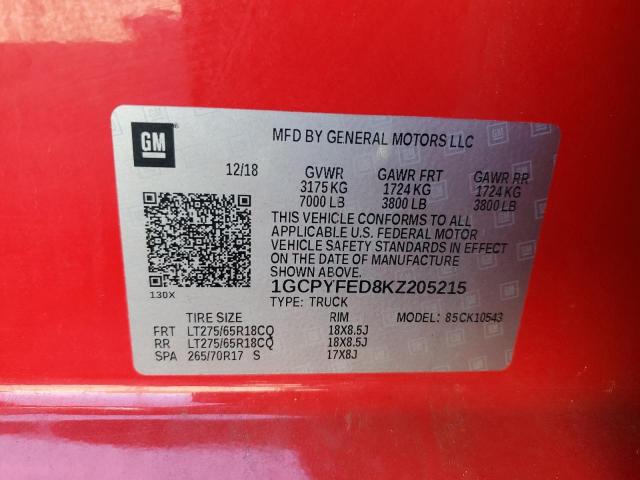 GM
MFD BY GENERAL MOTORS LLC
12/18
GVWR GAWR FRT GAWR RR
3175 KG 1724 KG 1724 KG
7000 LB 3800 LB 3800 LB
THIS VEHICLE CONFORMS TO ALL
APPLICABLE U.S. FEDERAL MOTOR
VEHICLE SAFETY STANDARDS IN EFFECT
ON THE DATE OF MANUFACTURE
SHOWN ABOVE.
1GCPYFED8KZ205215
130X
TYPE: TRUCK
TIRE SIZE RIM MODEL: 85CK10543
FRT LT275/65R18CQ 18X8.5J
RR LT275/65R18CQ 18X8.5J
SPA 265/70R17 S 17X8J